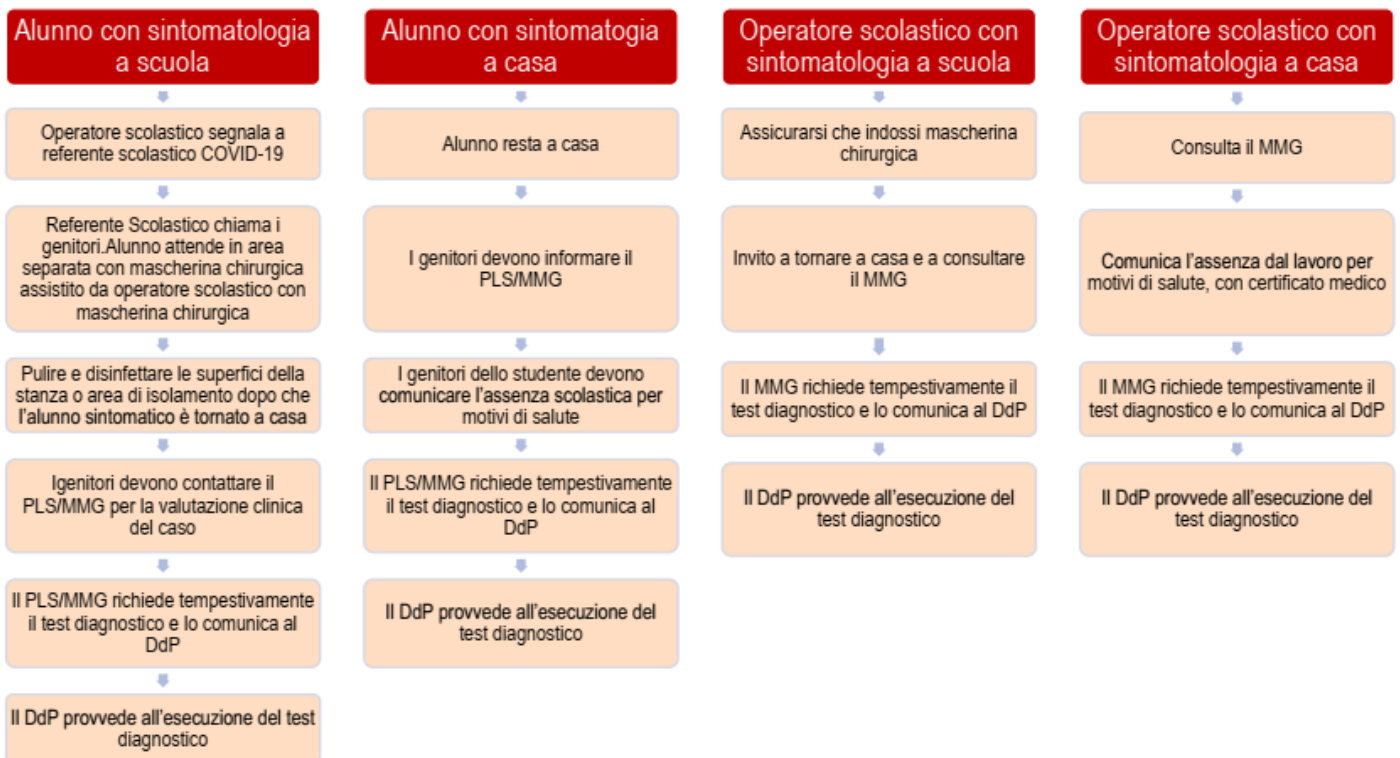 Alunno con sintomatologia
a scuola
Operatore scolastico segnala a
referente scolastico COVID-19
Referente Scolastico chiama i
genitori.Alunno attende in area
separata con mascherina chirurgica
assistito da operatore scolastico con
mascherina chirurgica
Pulire e disinfettare le superfici della
stanza o area di isolamento dopo che
l'alunno sintomatico è tornato a casa
Igenitori devono contattare il
PLS/MMG per la valutazione clinica
del caso
Il PLS/MMG richiede tempestivamente
il test diagnostico e lo comunica al
DdP
Il DdP provvede all'esecuzione del test
diagnostico
Alunno con sintomatogia
a casa
Alunno resta a casa
I genitori devono informare il
PLS/MMG
I genitori dello studente devono
comunicare l'assenza scolastica per
motivi di salute
Il PLS/MMG richiede tempestivamente
il test diagnostico e lo comunica al
DdP
Il DdP provvede all'esecuzione del
test diagnostico
Operatore scolastico con
sintomatologia a scuola
Assicurarsi che indossi mascherina
chirurgica
Invito a tornare a casa e a consultare
il MMG
Il MMG richiede tempestivamente il
test diagnostico e lo comunica al DdP
Il DdP provvede all'esecuzione del
test diagnostico
Operatore scolastico con
sintomatologia a casa
Consulta il MMG
Comunica l'assenza dal lavoro per
motivi di salute, con certificato medico
Il MMG richiede tempestivamente il
test diagnostico e lo comunica al DdP
Il DdP provvede all'esecuzione del
test diagnostico